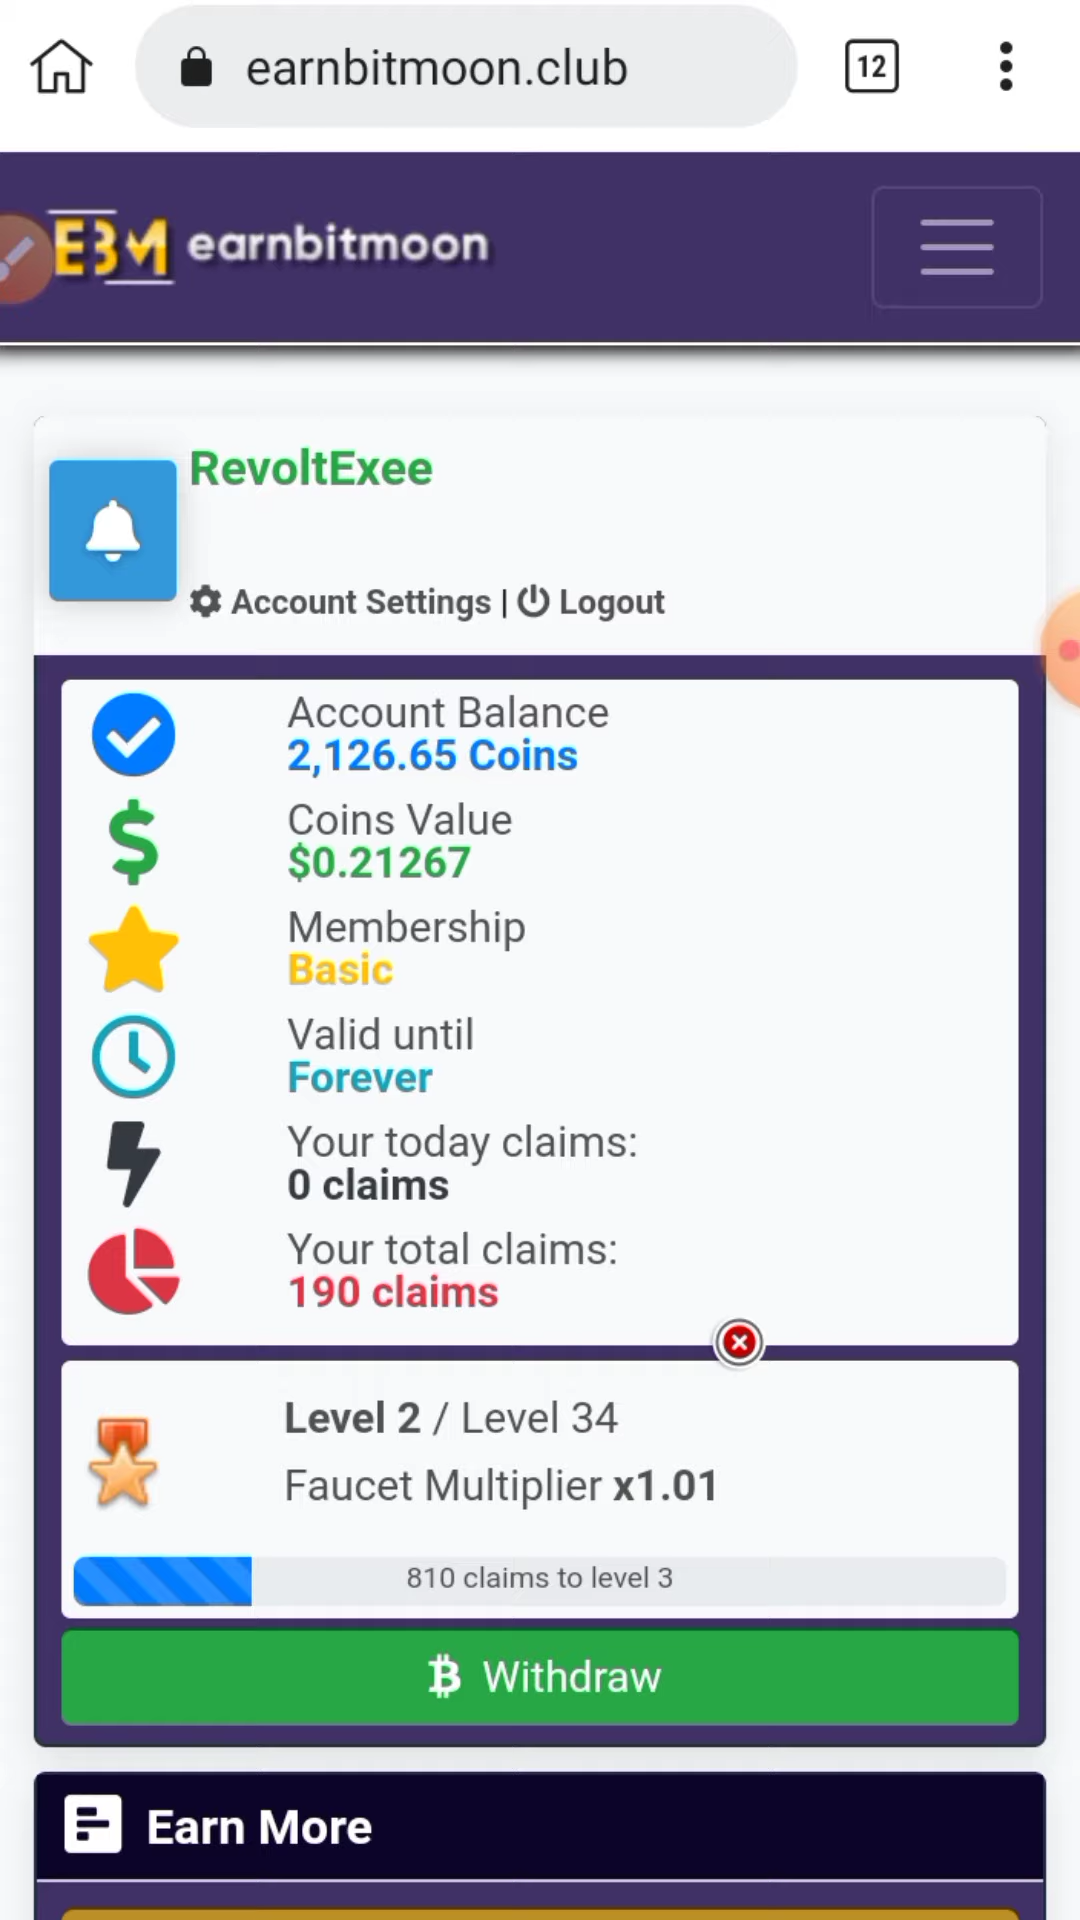 earnbitmoon.club
12
EBM earnbitmoon
RevoltExee
Account Settings | Logout
Account Balance
2,126.65 Coins
Coins Value
$0.21267
Membership
Basic
Valid until
Forever
Your today claims:
0 claims
Your total claims:
190 claims
Level 2 / Level 34
Faucet Multiplier x1.01
810 claims to level 3
Withdraw
Earn More